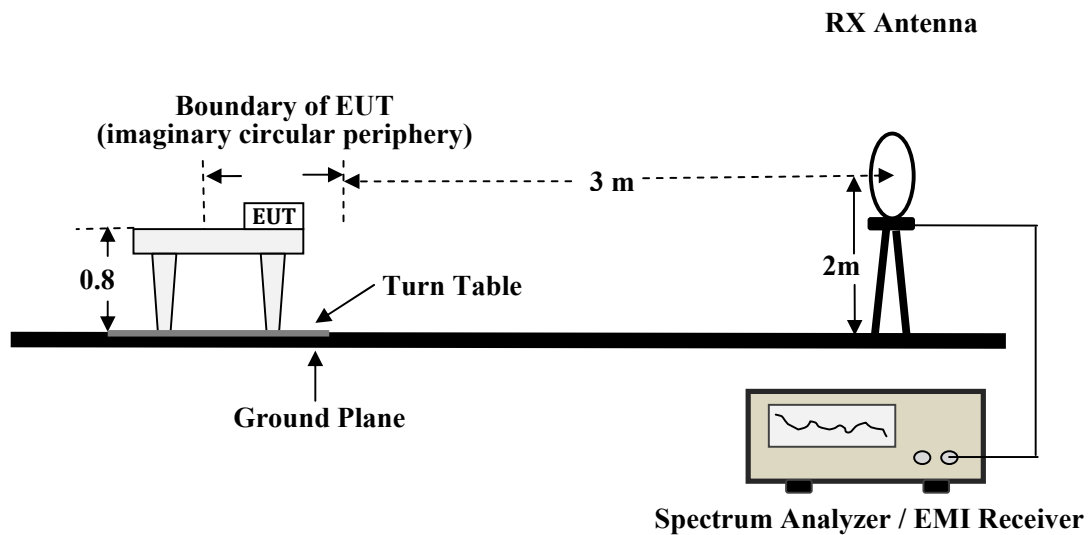 RX Antenna
Boundary of EUT
(imaginary circular periphery)
3 m
EUT
0.8
2m
Turn Table
Ground Plane
Spectrum Analyzer / EMI Receiver